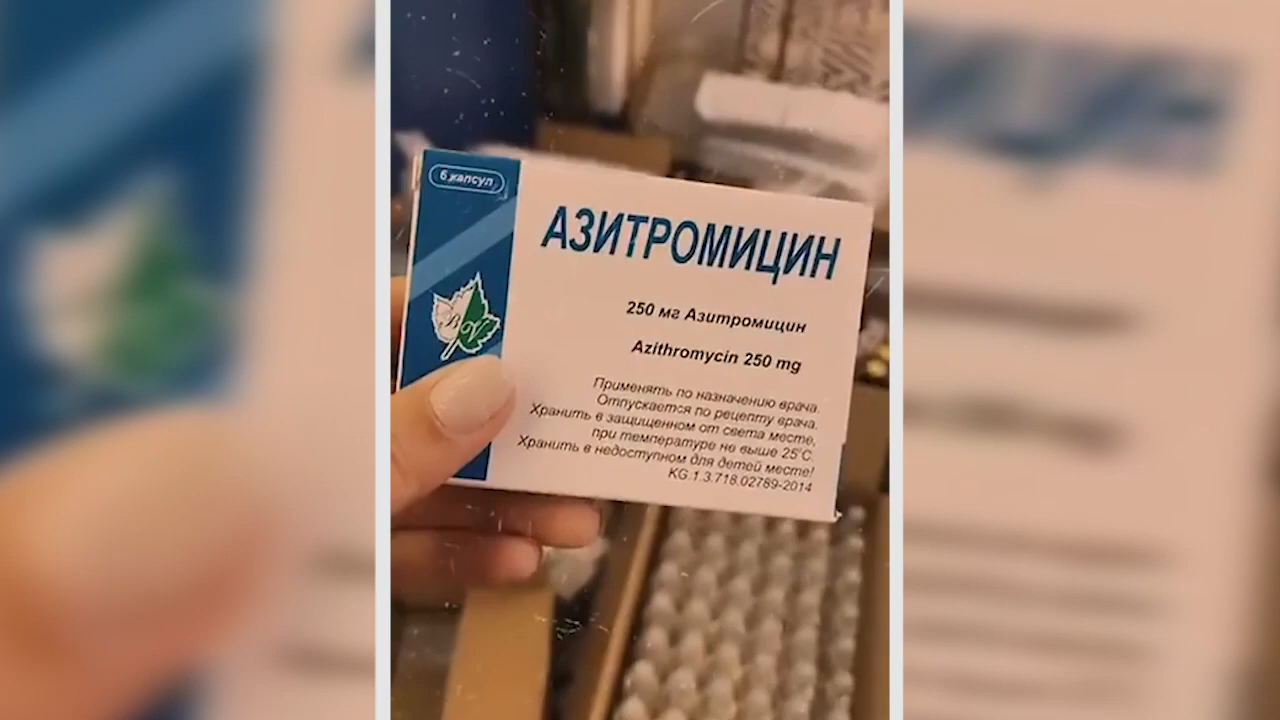 6 капсул
АЗИТРОМИЦИН
BV
250 мг Азитромицин
Azithromycin 250 mg
Применять по назначению врача.
Отпускается по рецепту врача.
Хранить в защищенном от света месте,
при температуре не выше 25°С.
Хранить в недоступном для детей месте!
KG.1.3.718.02789-2014